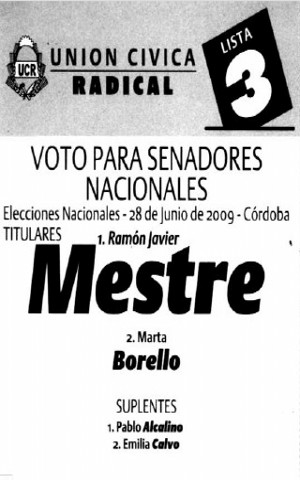 UCR
UNION CIVICA
RADICAL
LISTA
3
VOTO PARA SENADORES
NACIONALES
Elecciones Nacionales - 28 de Junio de 2009 - Córdoba
TITULARES
1. Ramón Javier
Mestre
2. Marta
Borello
SUPLENTES
1. Pablo Alcalino
2. Emilia Calvo